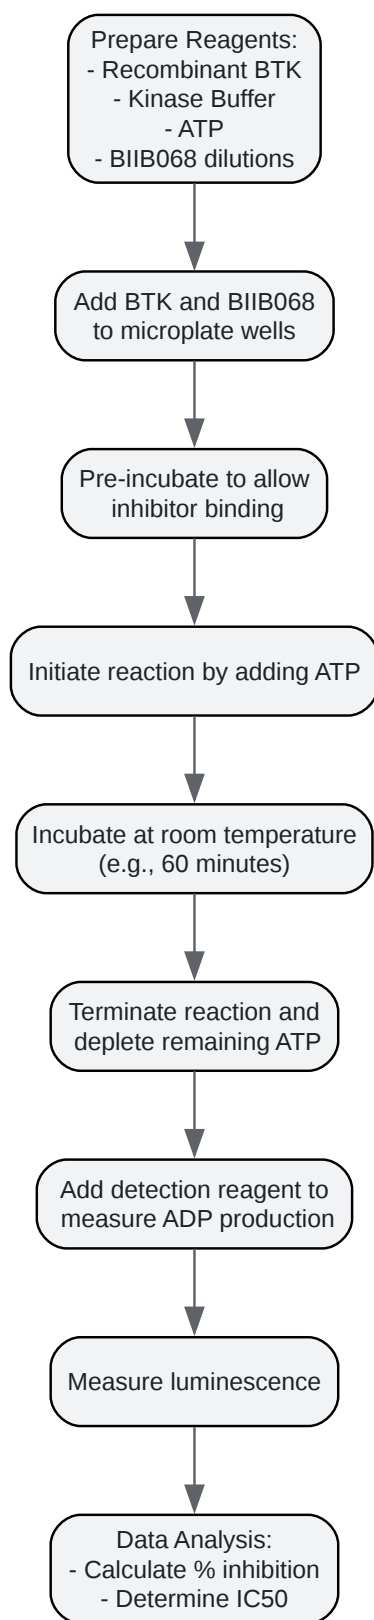 Prepare Reagents:
- Recombinant BTK
- Kinase Buffer
- ATP
- BIIB068 dilutions
Add BTK and BIIB068
to microplate wells
Pre-incubate to allow
inhibitor binding
Initiate reaction by adding ATP
Incubate at room temperature
(e.g., 60 minutes)
Terminate reaction and
deplete remaining ATP
Add detection reagent to
measure ADP production
Measure luminescence
Data Analysis:
- Calculate % inhibition
- Determine IC50